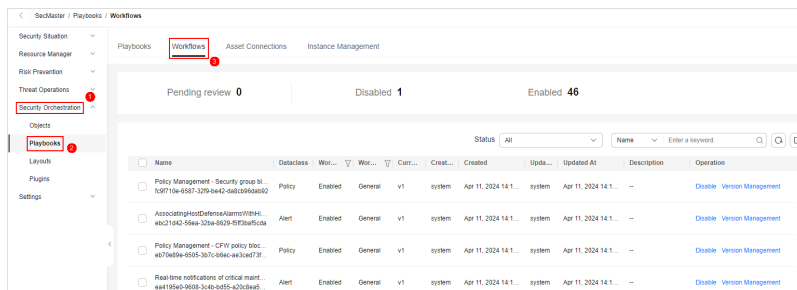 SecMaster / Playbooks / Workflows
Security Situation
Resource Manager
Risk Prevention
Threat Operations
1
Security Orchestration
Objects
Playbooks
2
Layouts
Plugins
Settings
Playbooks Workflows Asset Connections Instance Management
3
Pending review 0 Disabled 1 Enabled 46
Status All Name Enter a keyword.
Name Dataclass Wor... Wor... Curr... Creat... Created Upda... Updated At Description Operation
Policy Management - Security group bl...
fc9f710e-6587-32f9-be42-da8cb96dab92
Policy Enabled General v1 system Apr 11, 2024 14:1... system Apr 11, 2024 14:1... -- Disable Version Management
AssociatingHostDefenseAlarmsWithHi...
ebc21d42-56ea-32ba-8629-f5ff3baf5cda
Alert Enabled General v1 system Apr 11, 2024 14:1... system Apr 11, 2024 14:1... -- Disable Version Management
Policy Management - CFW policy bloc...
eb70e89e-6505-3b7c-b6ec-ae3ced73f...
Policy Enabled General v1 system Apr 11, 2024 14:1... system Apr 11, 2024 14:1... -- Disable Version Management
Real-time notifications of critical maint...
ea4195e0-9608-3c4b-bd55-a20c8ea5...
Alert Enabled General v1 system Apr 11, 2024 14:1... system Apr 11, 2024 14:1... -- Disable Version Management